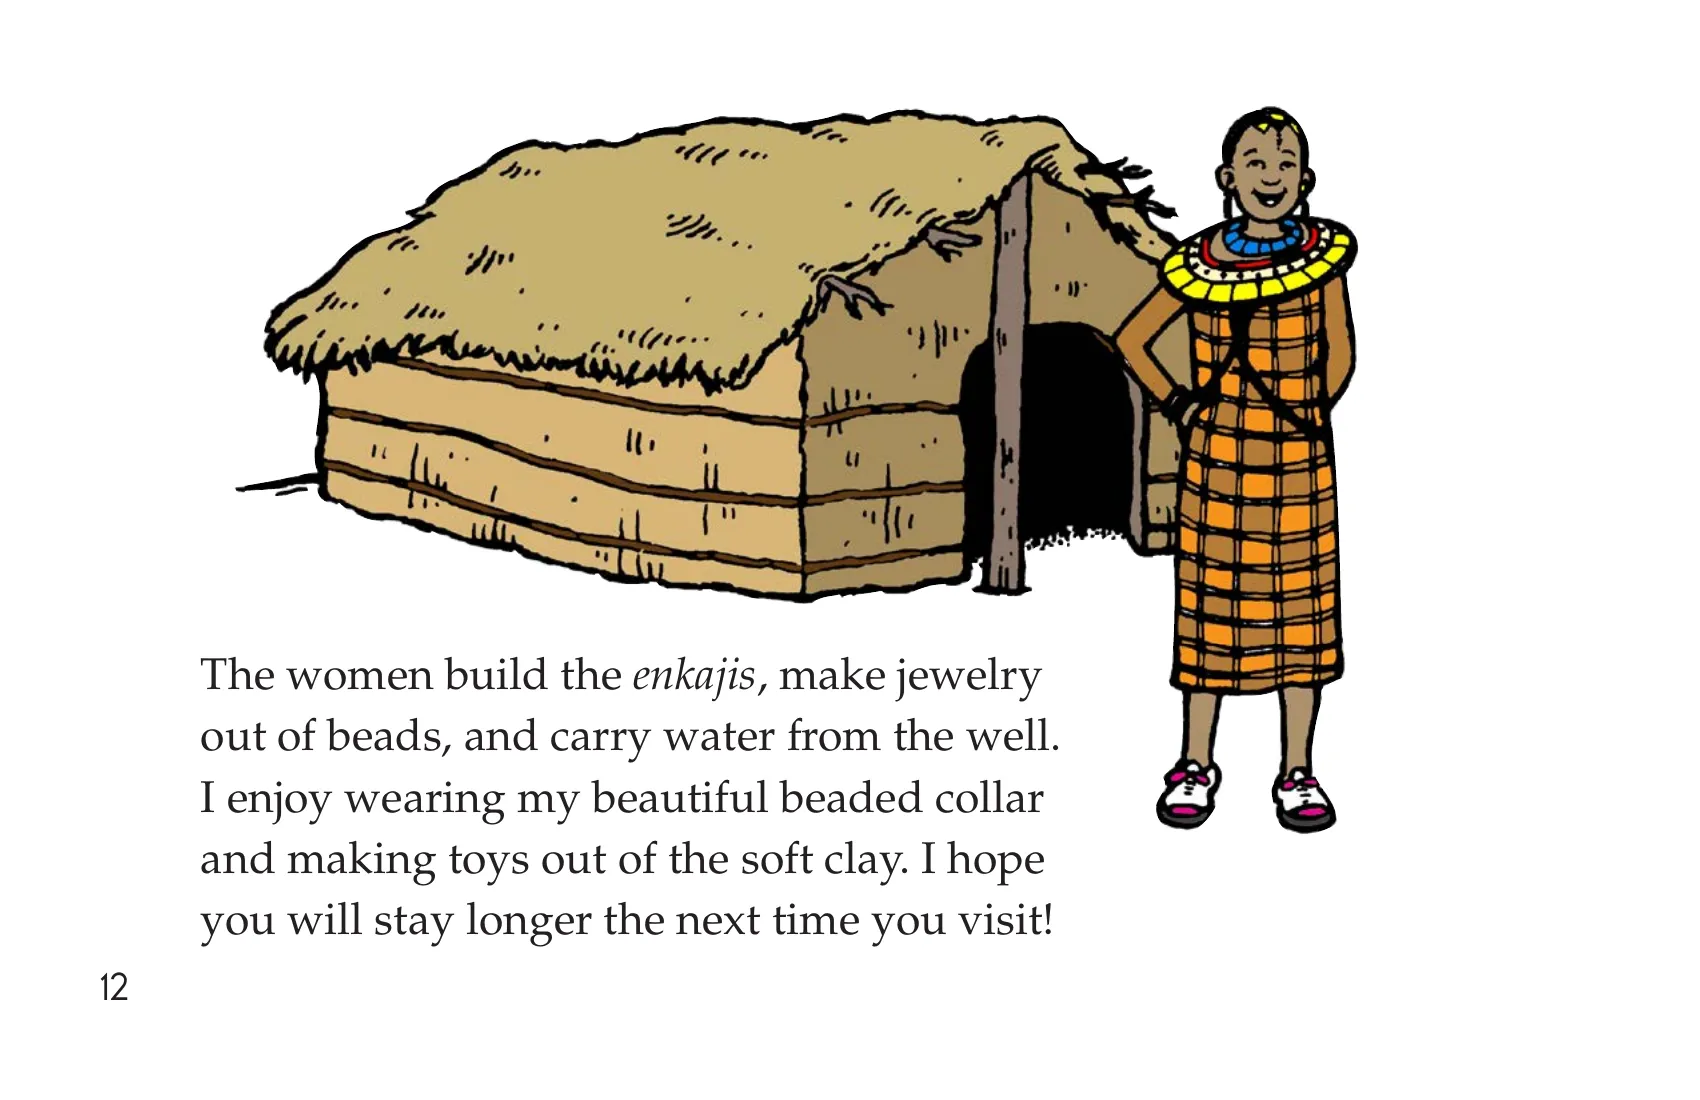 The women build the enkajis, make jewelry
out of beads, and carry water from the well.
I enjoy wearing my beautiful beaded collar
and making toys out of the soft clay. I hope
you will stay longer the next time you visit!
12